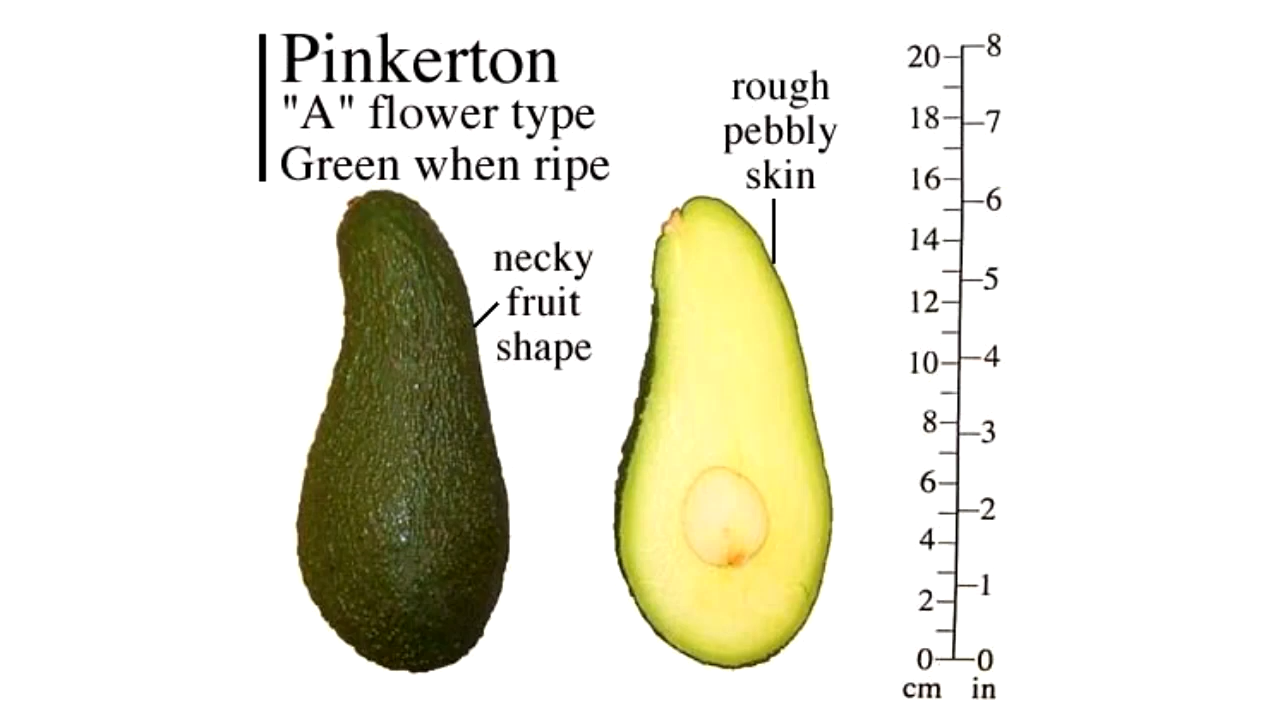 Pinkerton
"A" flower type
Green when ripe
rough
pebbly
skin
necky
fruit
shape
20 8
18 7
16 6
14 5
12
10 4
8 3
6
4 2
2 1
0 0
cm in